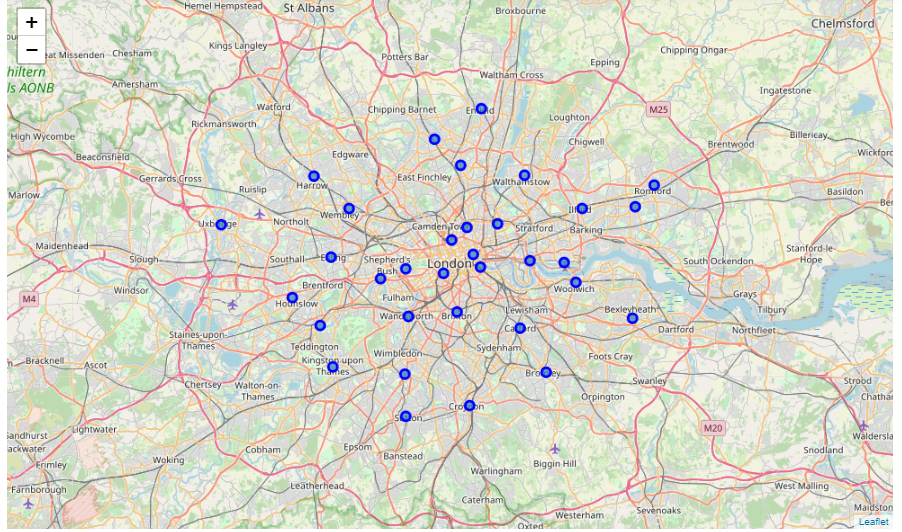 Hemel Hempstead
St Albans
Broxbourne
Chelmsford
+
−
Kings Langley
Potters Bar
Epping
Chipping Ongar
Chesham
Waltham Cross
Amersham
Ingatestone
AONB
Watford
Chipping Barnet
M25
Loughton
Rickmansworth
High Wycombe
Billericay
Chigwell
Brentwood
Beaconsfield
Edgware
Gerrards Cross
Ruislip
Harrow
East Finchley
Walthamstow
Romford
Basildon
Wembley
Ilford
Uxbridge
Northolt
Camden Town
Stratford
Barking
Maidenhead
Slough
Southall
Ealing
Shepherd's
Bush
London
South Ockendon
Stanford-le-
Hope
Windsor
Brentford
Woolwich
M4
Hounslow
Fulham
Grays
Tilbury
Staines-upon-
Thames
Wandsworth
Brixton
Lewisham
Bexleyheath
Dartford
Northfleet
Catford
Teddington
Wimbledon
Sydenham
Foots Cray
Bracknell
Ascot
Kingston-upon
Thames
Bromley
Swanley
Strood
Chertsey
Walton-on-
Thames
Orpington
Croydon
Sutton
Lightwater
M20
Cobham
Epsom
Banstead
Biggin Hill
Snodland
Frimley
Woking
Warlingham
Leatherhead
West Malling
Farnborough
Caterham
Sevenoaks
Westerham
Oxted
Leaflet